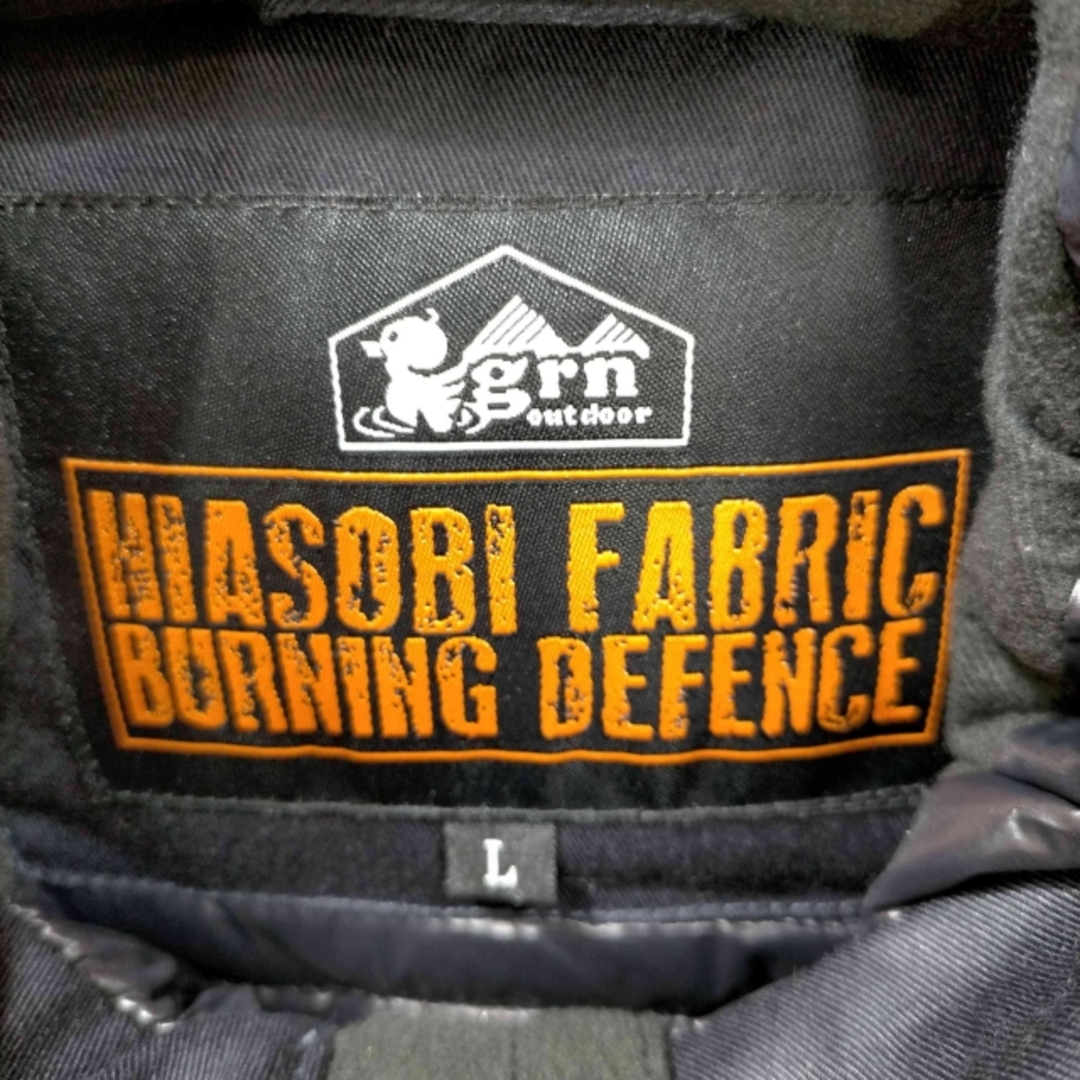 grn
outdoor
HIASOBI FABRIC
BURNING DEFENCE
L